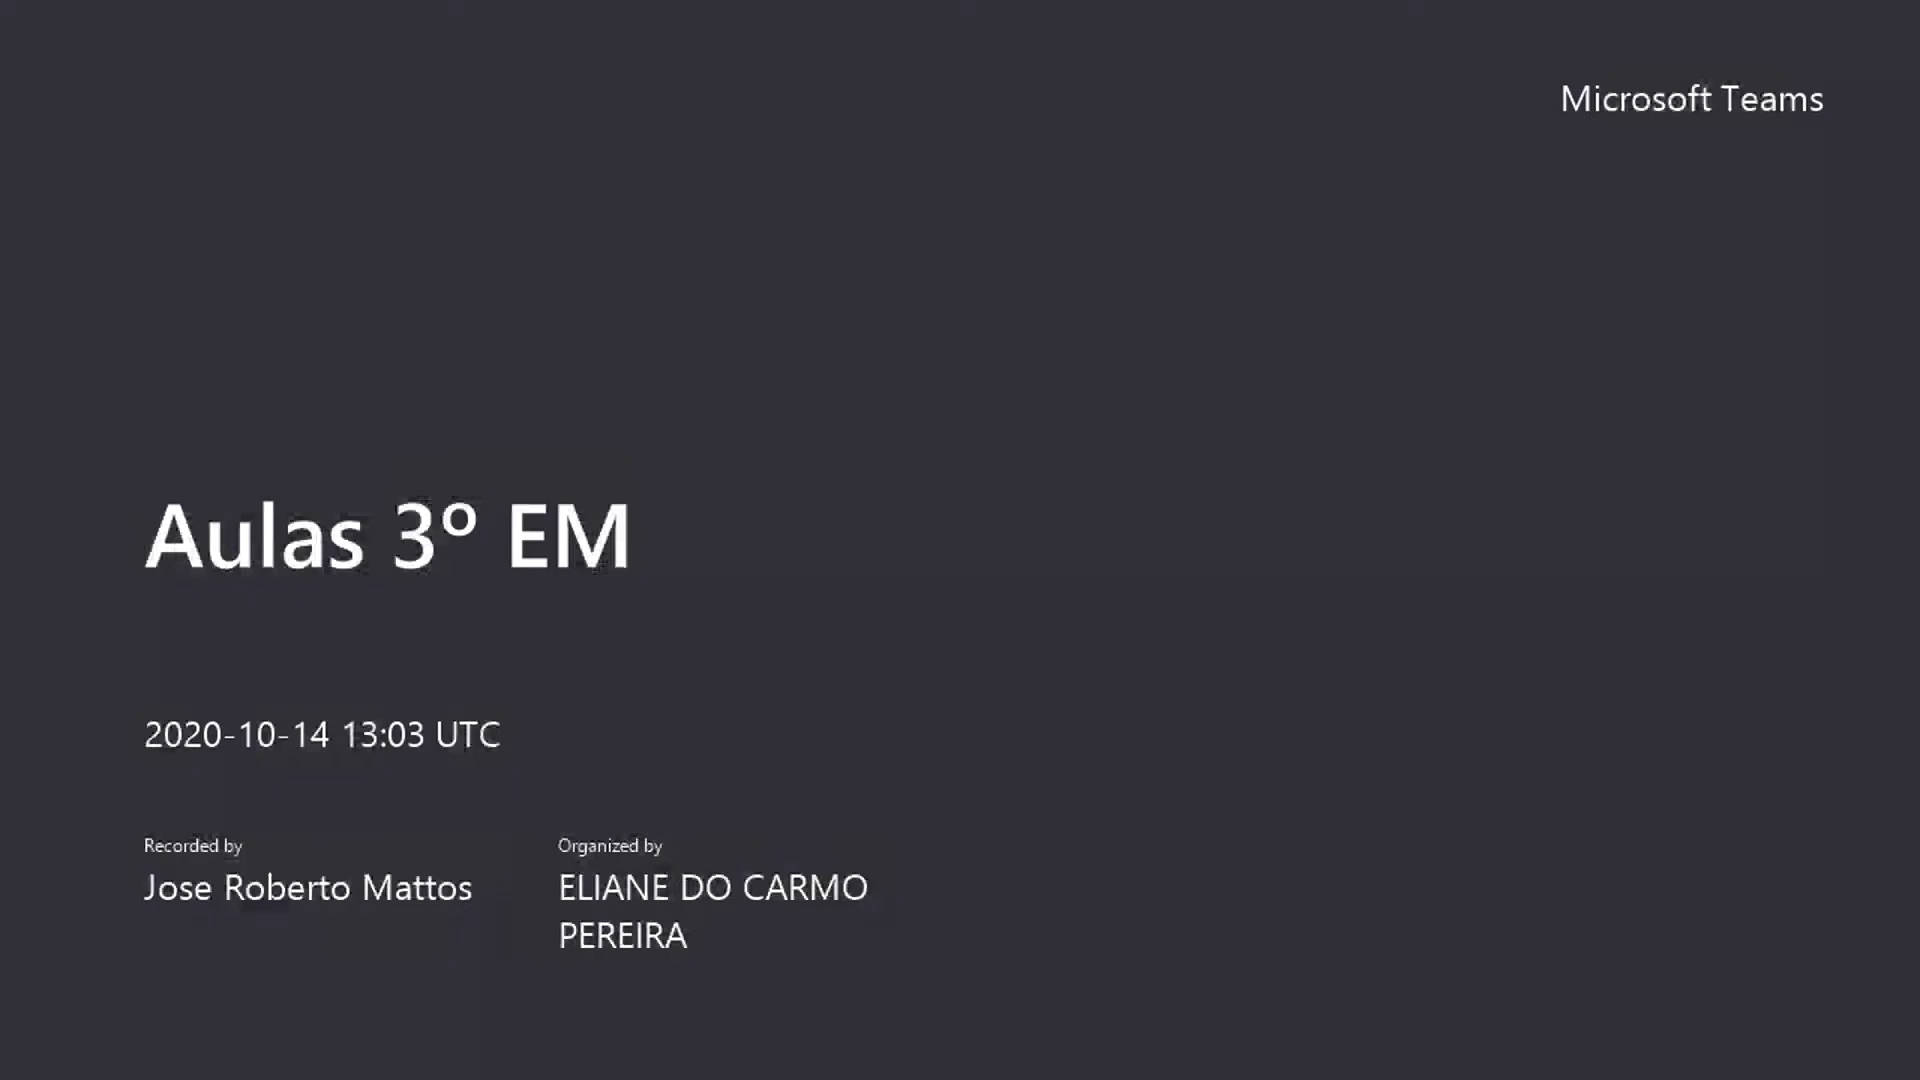 Microsoft Teams
Aulas 3º EM
2020-10-14 13:03 UTC
Recorded by
Jose Roberto Mattos
Organized by
ELIANE DO CARMO
PEREIRA